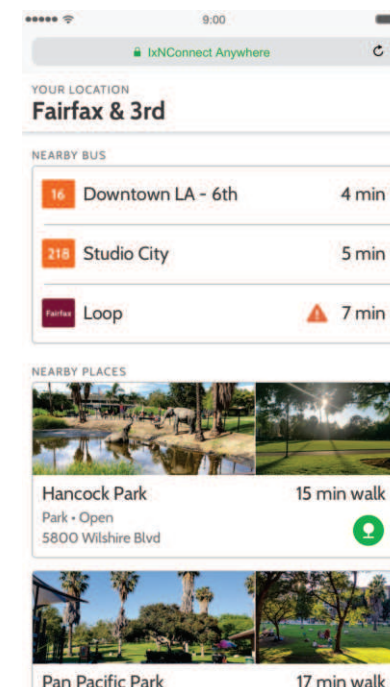 9:00
IxNConnect Anywhere
YOUR LOCATION
Fairfax & 3rd
NEARBY BUS
16 Downtown LA - 6th 4 min
218 Studio City 5 min
Fairfax Loop 7 min
NEARBY PLACES
Hancock Park 15 min walk
Park • Open
5800 Wilshire Blvd
Pan Pacific Park 17 min walk